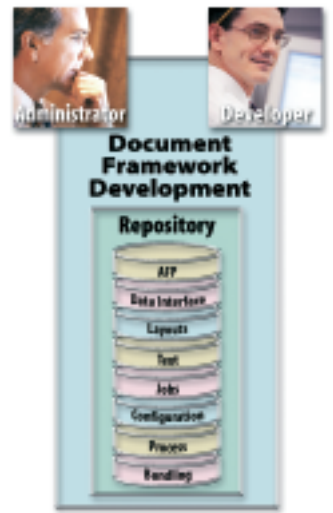 Administrator
Developer
Document
Framework
Development
Repository
AFP
Data Interface
Layouts
Text
Jobs
Configuration
Process
Handling